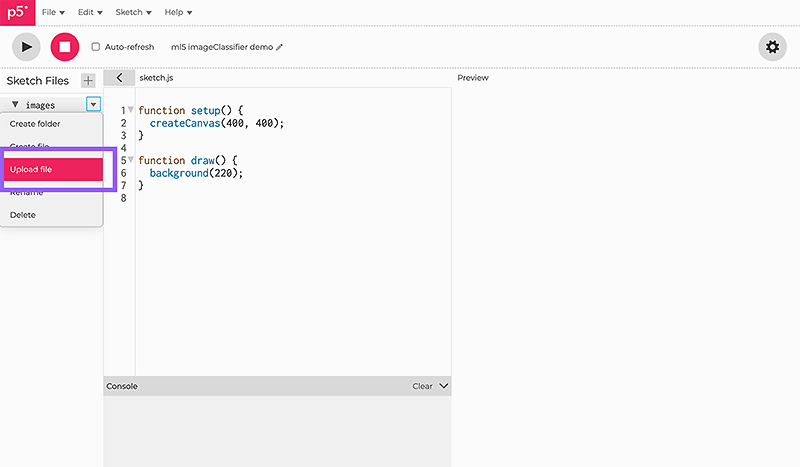 p5*
File Edit Sketch Help
Auto-refresh ml5 imageClassifier demo
Sketch Files
sketch.js
Preview
images
Create folder
Create file
Upload file
Rename
Delete
1 function setup() {
2 createCanvas(400, 400);
3 }
4
5 function draw() {
6 background(220);
7 }
8
Console
Clear